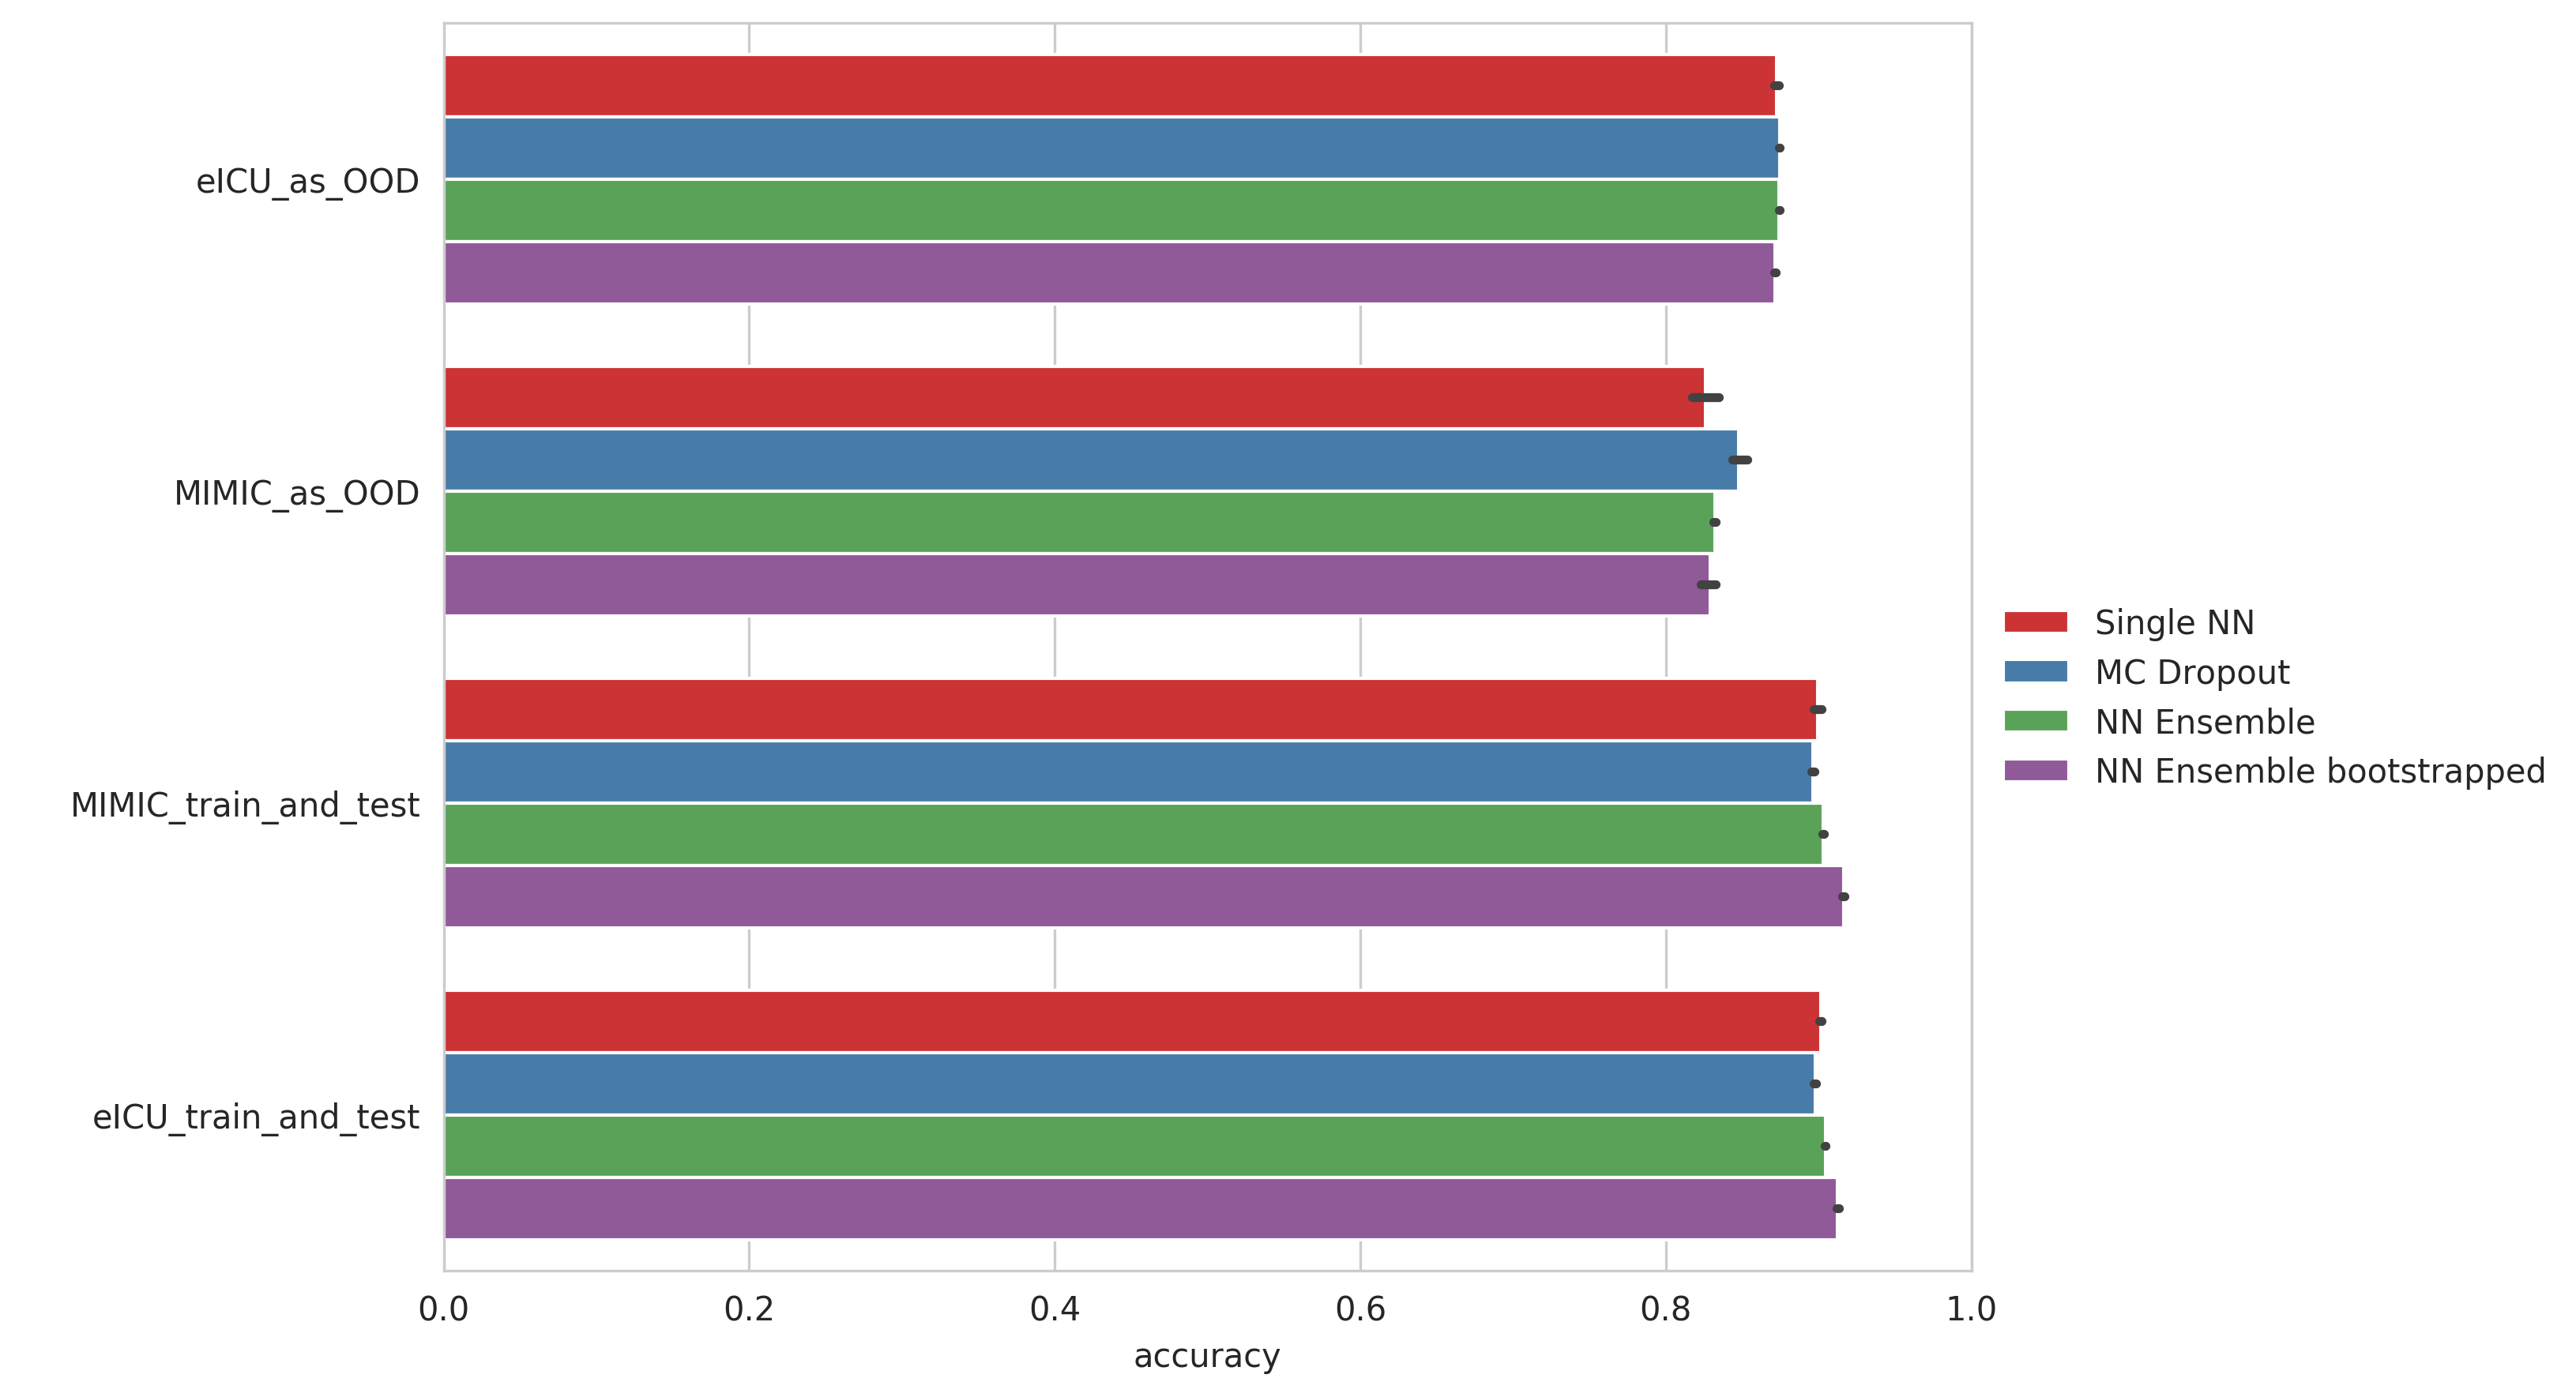 eICU_as_OOD
MIMIC_as_OOD
MIMIC_train_and_test
eICU_train_and_test
0.0 0.2 0.4 0.6 0.8 1.0
accuracy
Single NN
MC Dropout
NN Ensemble
NN Ensemble bootstrapped